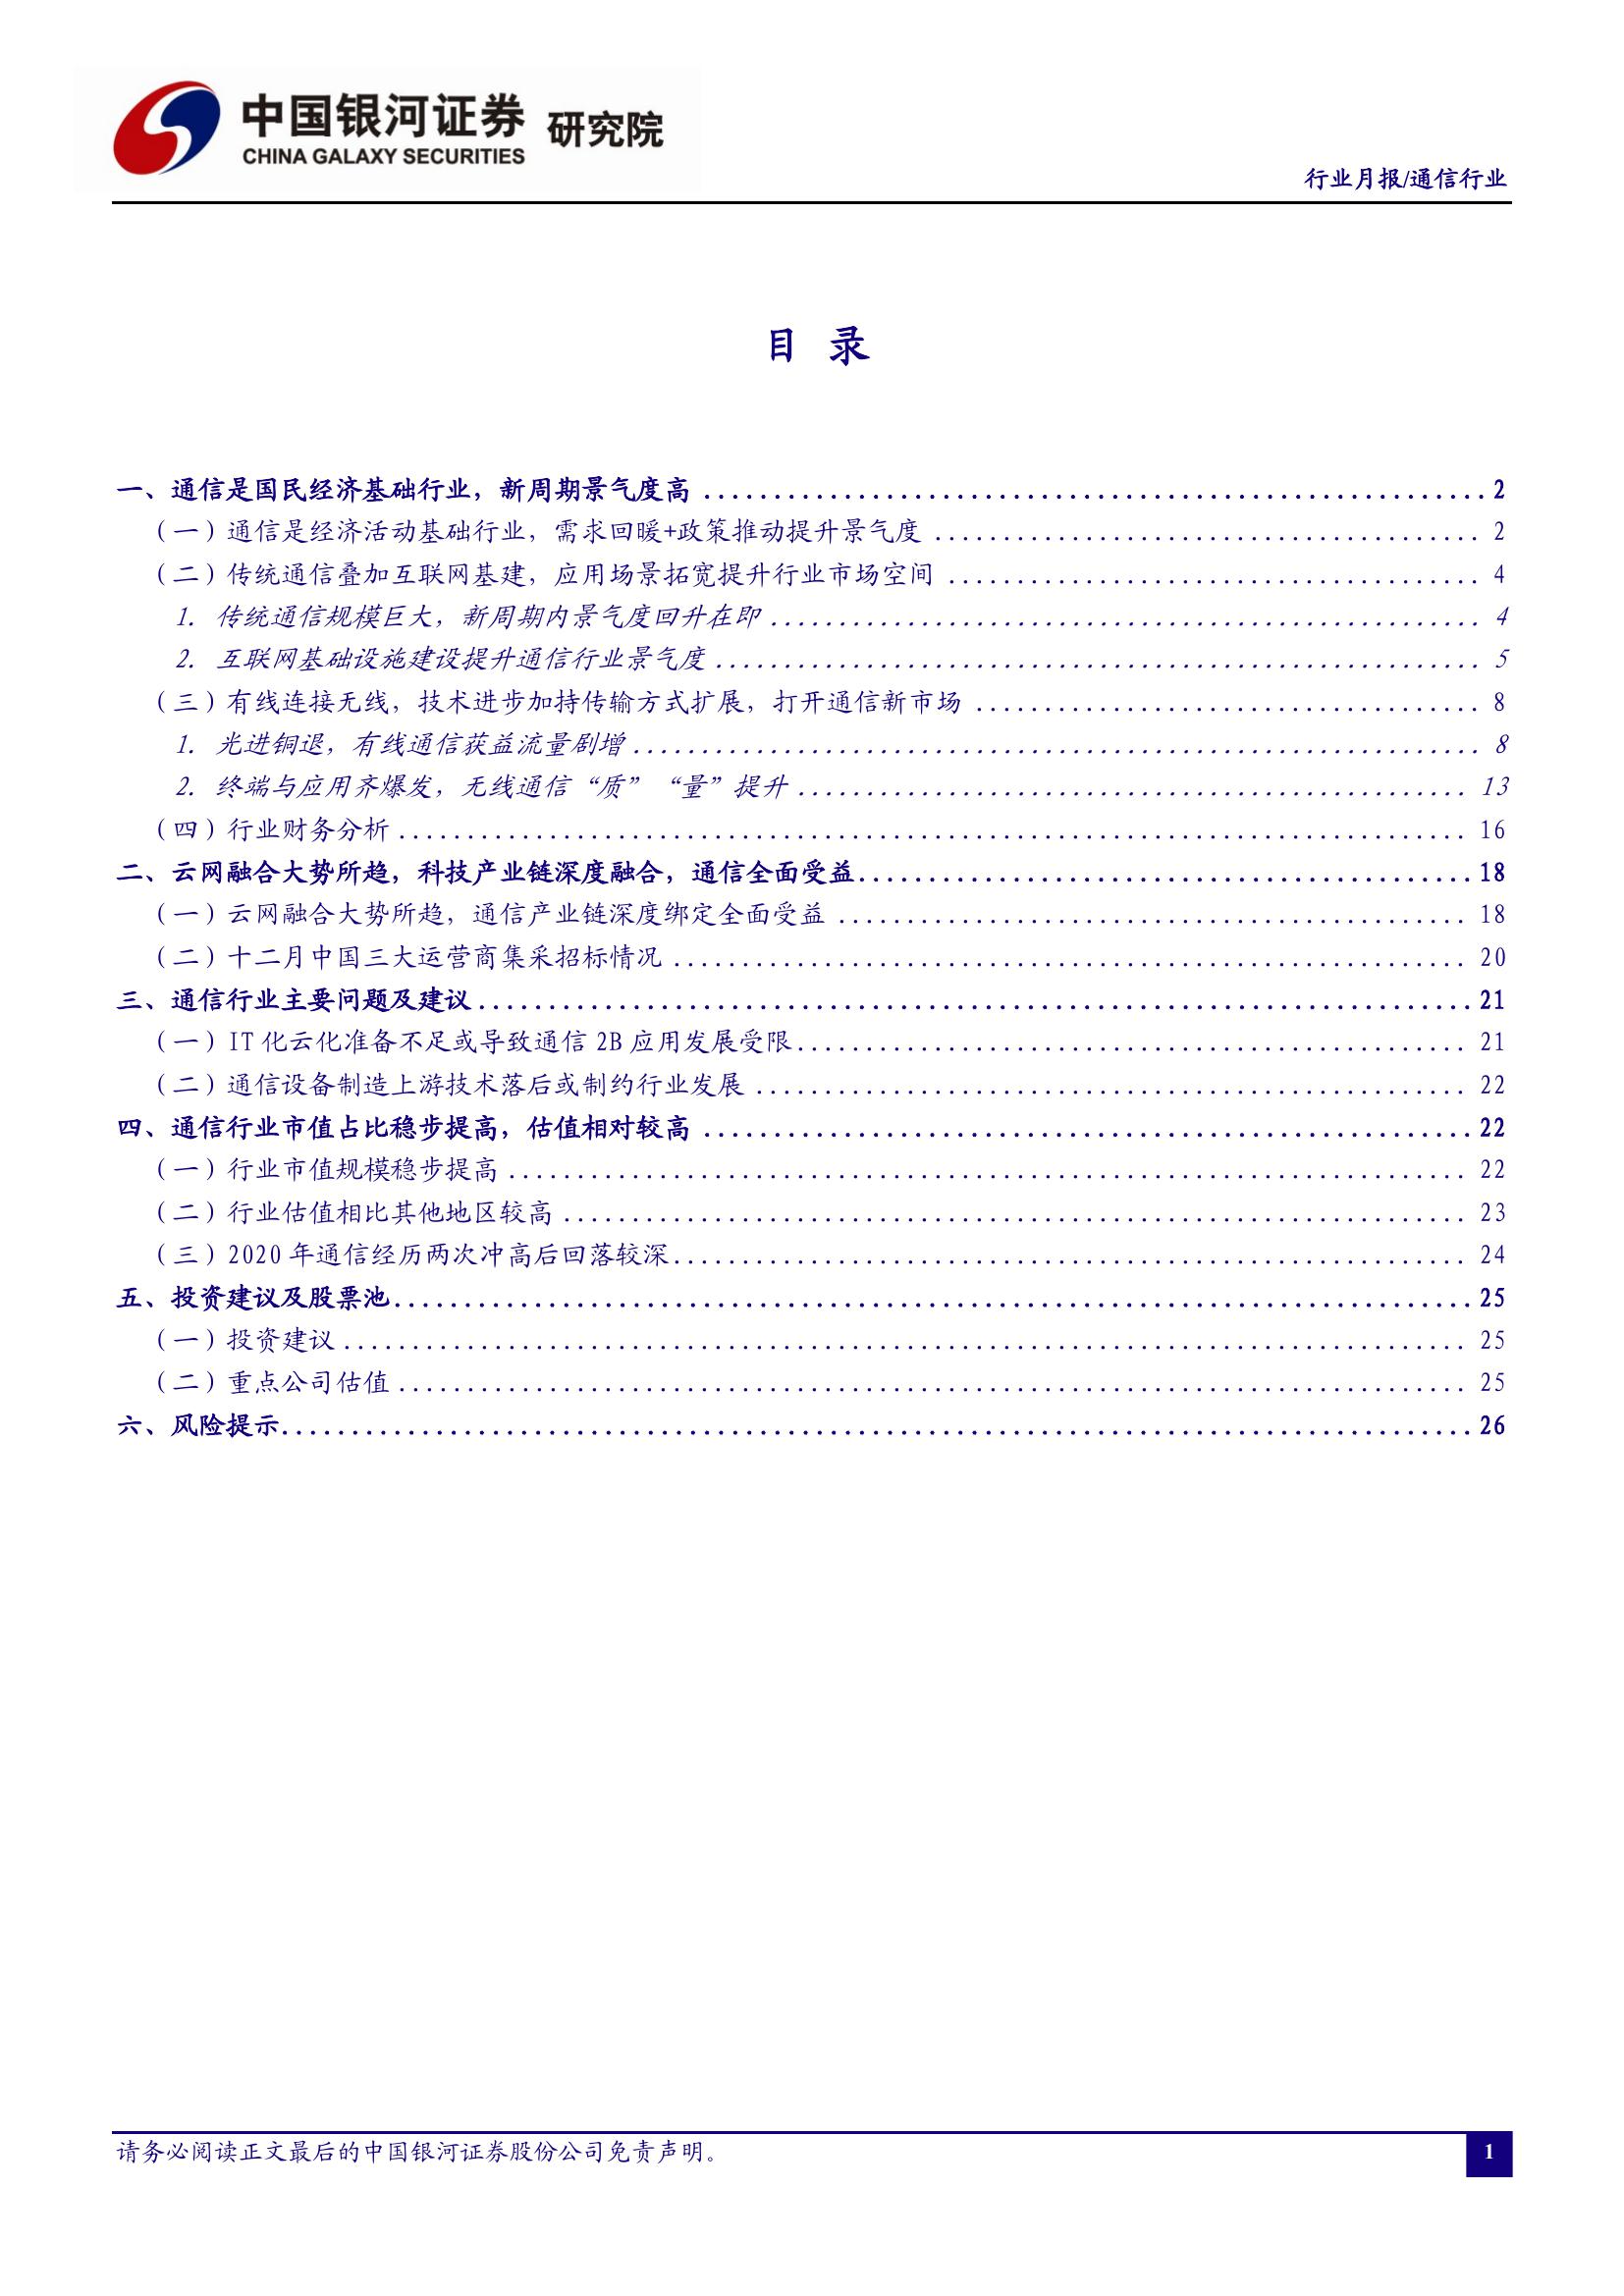 中国银河证券 研究院
CHINA GALAXY SECURITIES
行业月报/通信行业
目 录
一、通信是国民经济基础行业，新周期景气度高 ........ 2
（一）通信是经济活动基础行业，需求回暖+政策推动提升景气度 ........ 2
（二）传统通信叠加互联网基建，应用场景拓宽提升行业市场空间 ........ 4
1. 传统通信规模巨大，新周期内景气度回升在即 ........ 4
2. 互联网基础设施建设提升通信行业景气度 ........ 5
（三）有线连接无线，技术进步加持传输方式扩展，打开通信新市场 ........ 8
1. 光进铜退，有线通信获益流量剧增 ........ 8
2. 终端与应用齐爆发，无线通信“质”“量”提升 ........ 13
（四）行业财务分析 ........ 16
二、云网融合大势所趋，科技产业链深度融合，通信全面受益 ........ 18
（一）云网融合大势所趋，通信产业链深度绑定全面受益 ........ 18
（二）十二月中国三大运营商集采招标情况 ........ 20
三、通信行业主要问题及建议 ........ 21
（一）IT 化云化准备不足或导致通信 2B 应用发展受限 ........ 21
（二）通信设备制造上游技术落后或制约行业发展 ........ 22
四、通信行业市值占比稳步提高，估值相对较高 ........ 22
（一）行业市值规模稳步提高 ........ 22
（二）行业估值相比其他地区较高 ........ 23
（三）2020 年通信经历两次冲高后回落较深 ........ 24
五、投资建议及股票池 ........ 25
（一）投资建议 ........ 25
（二）重点公司估值 ........ 25
六、风险提示 ........ 26
请务必阅读正文最后的中国银河证券股份公司免责声明。
1